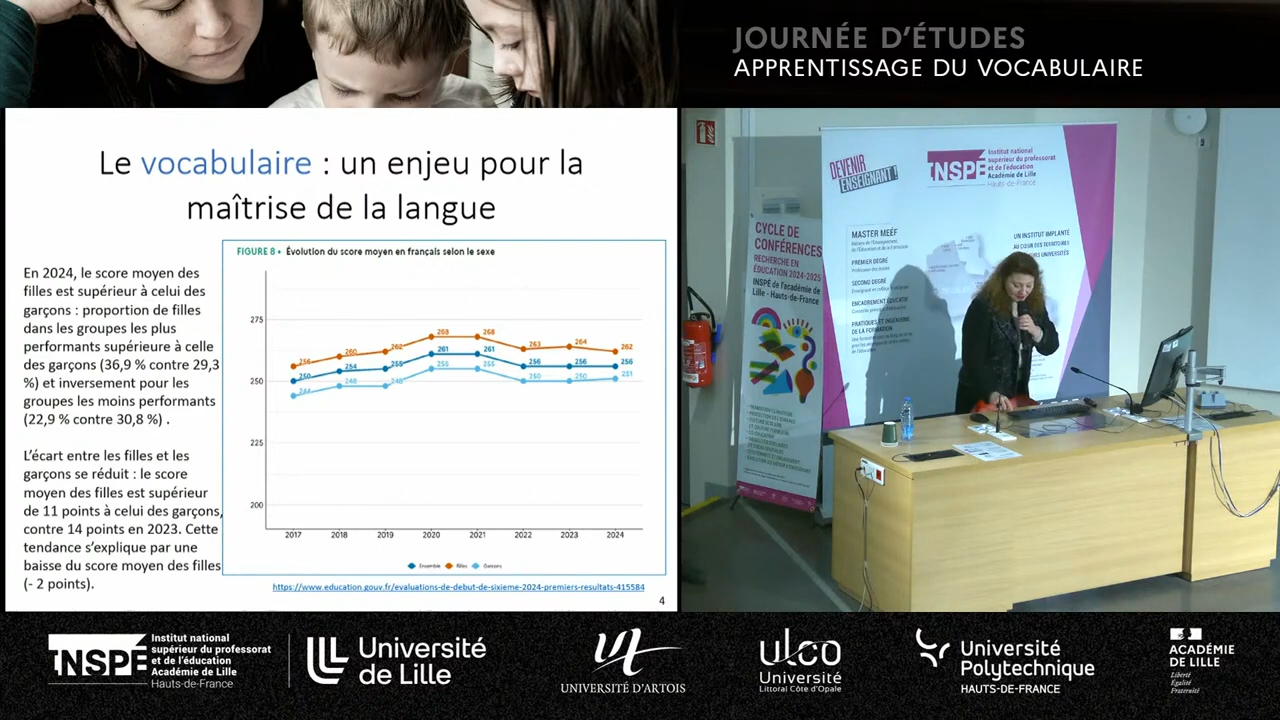 JOURNÉE D'ÉTUDES
APPRENTISSAGE DU VOCABULAIRE
Le vocabulaire : un enjeu pour la
maîtrise de la langue
En 2024, le score moyen des
filles est supérieur à celui des
garçons : proportion de filles
dans les groupes les plus
performants supérieure à celle
des garçons (36,9 % contre 29,3
%) et inversement pour les
groupes les moins performants
(22,9 % contre 30,8 %) .
L'écart entre les filles et les
garçons se réduit : le score
moyen des filles est supérieur
de 11 points à celui des garçons,
contre 14 points en 2023. Cette
tendance s'explique par une
baisse du score moyen des filles
(- 2 points).
FIGURE 8 • Évolution du score moyen en français selon le sexe
275
250
225
200
256 260 262 268 268 263 264 262
250 254 255 261 261 256 256 256
244 248 248 255 255 250 250 251
2017 2018 2019 2020 2021 2022 2023 2024
Ensemble Filles Garçons
https://www.education.gouv.fr/evaluations-de-debut-de-sixieme-2024-premiers-resultats-415584
4
DEVENIR
ENSEIGNANT !
INSPÉ
Institut national
supérieur du professorat
et de l'éducation
Académie de Lille
Hauts-de-France
MASTER MEEF
PREMIER DEGRÉ
SECOND DEGRÉ
ENCADREMENT ÉDUCATIF
PRATIQUES ET INGÉNIERIE
DE LA FORMATION
UN INSTITUT IMPLANTÉ
AU CŒUR DES TERRITOIRES
CYCLE DE
CONFÉRENCES
RECHERCHE EN
ÉDUCATION 2024-2025
INSPÉ de l'académie de
Lille - Hauts-de-France
INSPÉ
Institut national
supérieur du professorat
et de l'éducation
Académie de Lille
Hauts-de-France
Université
de Lille
UNIVERSITÉ D'ARTOIS
ulco
Université
Littoral Côte d'Opale
Université
Polytechnique
HAUTS-DE-FRANCE
ACADÉMIE
DE LILLE
Liberté
Égalité
Fraternité